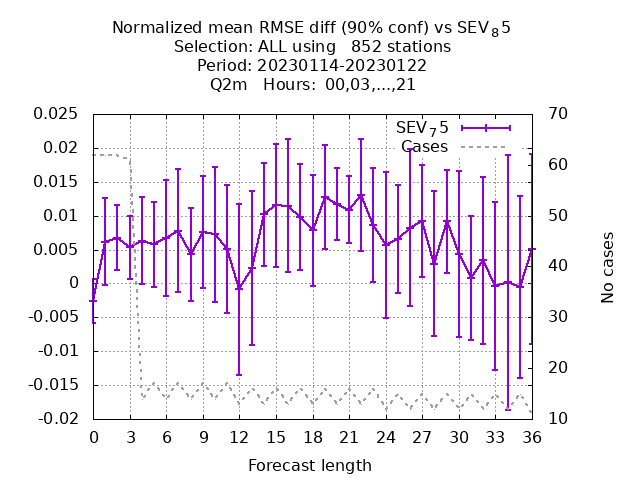 Normalized mean RMSE diff (90% conf) vs SEV₈5
Selection: ALL using 852 stations
Period: 20230114-20230122
Q2m Hours: 00,03,...,21
SEV₇5
Cases
0.025
0.02
0.015
0.01
0.005
0
-0.005
-0.01
-0.015
-0.02
70
60
50
40
30
20
10
No cases
0 3 6 9 12 15 18 21 24 27 30 33 36
Forecast length